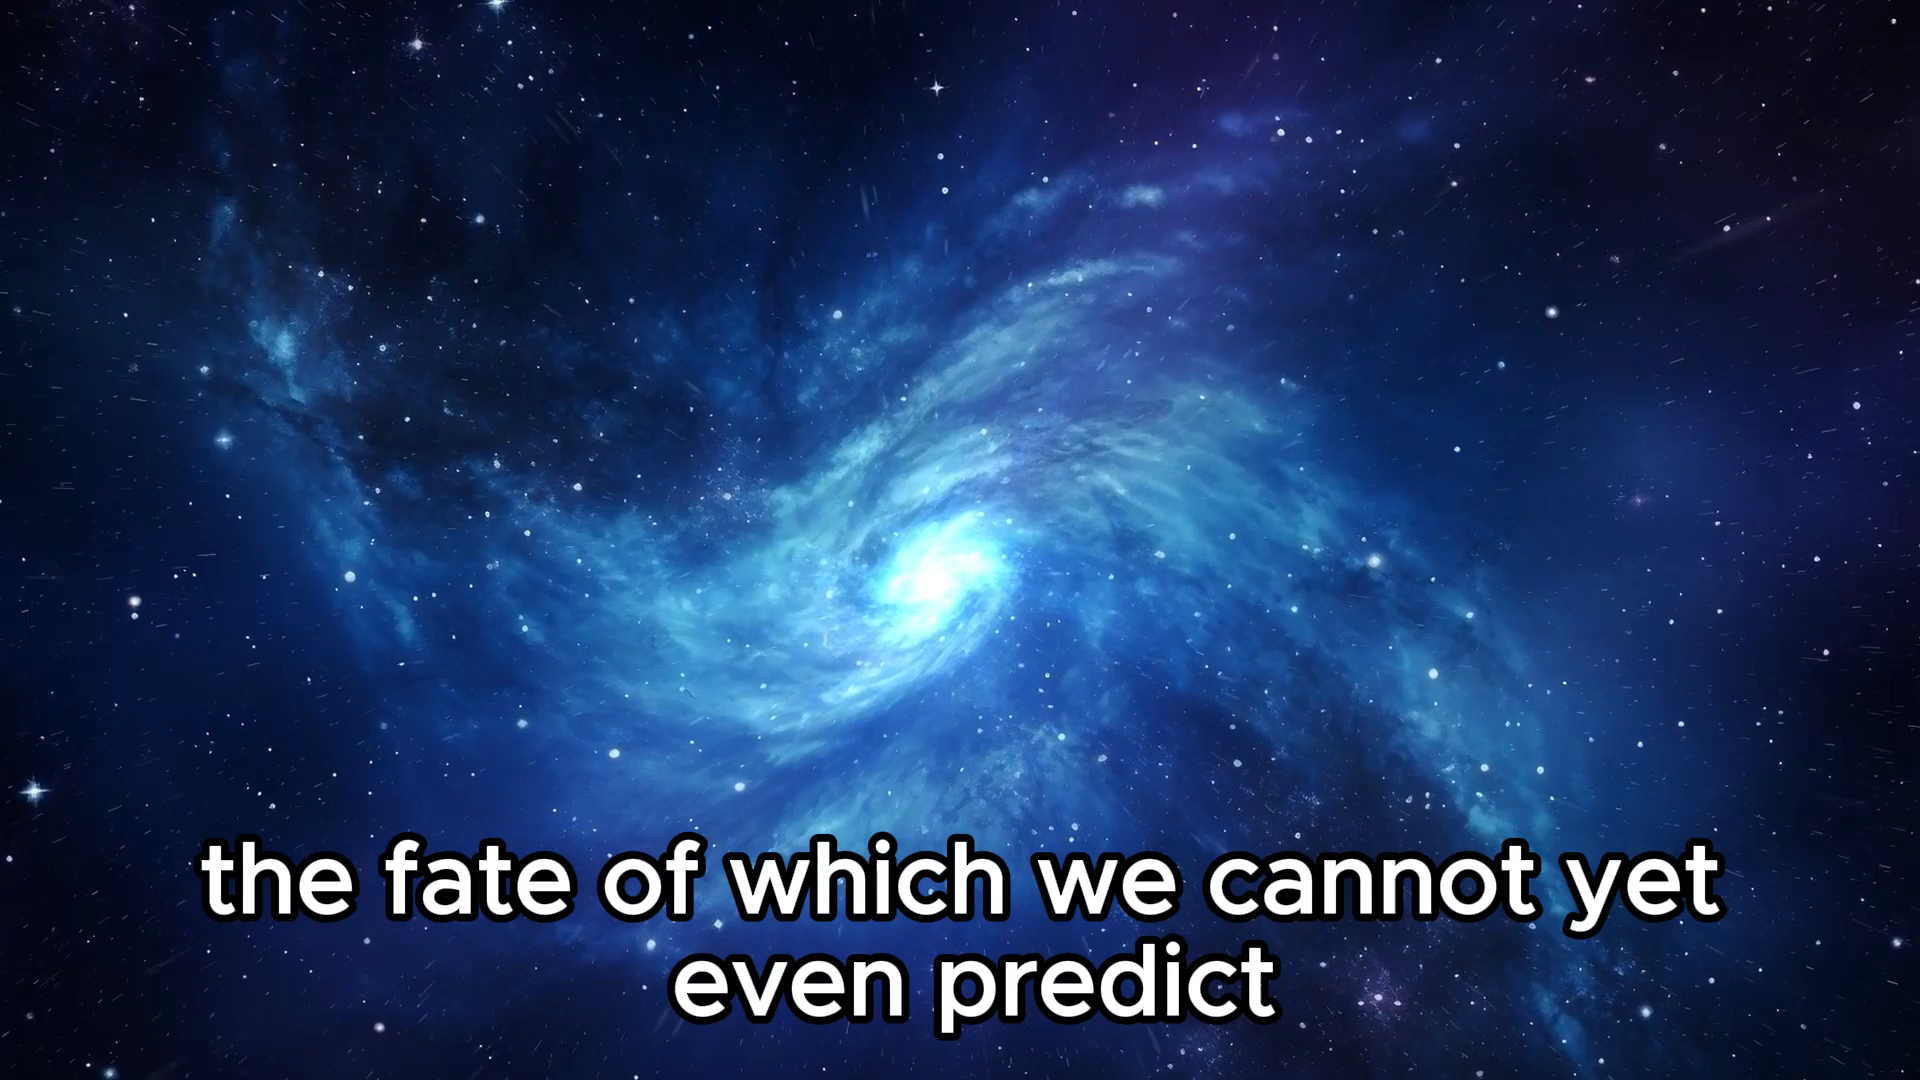 the fate of which we cannot yet
even predict